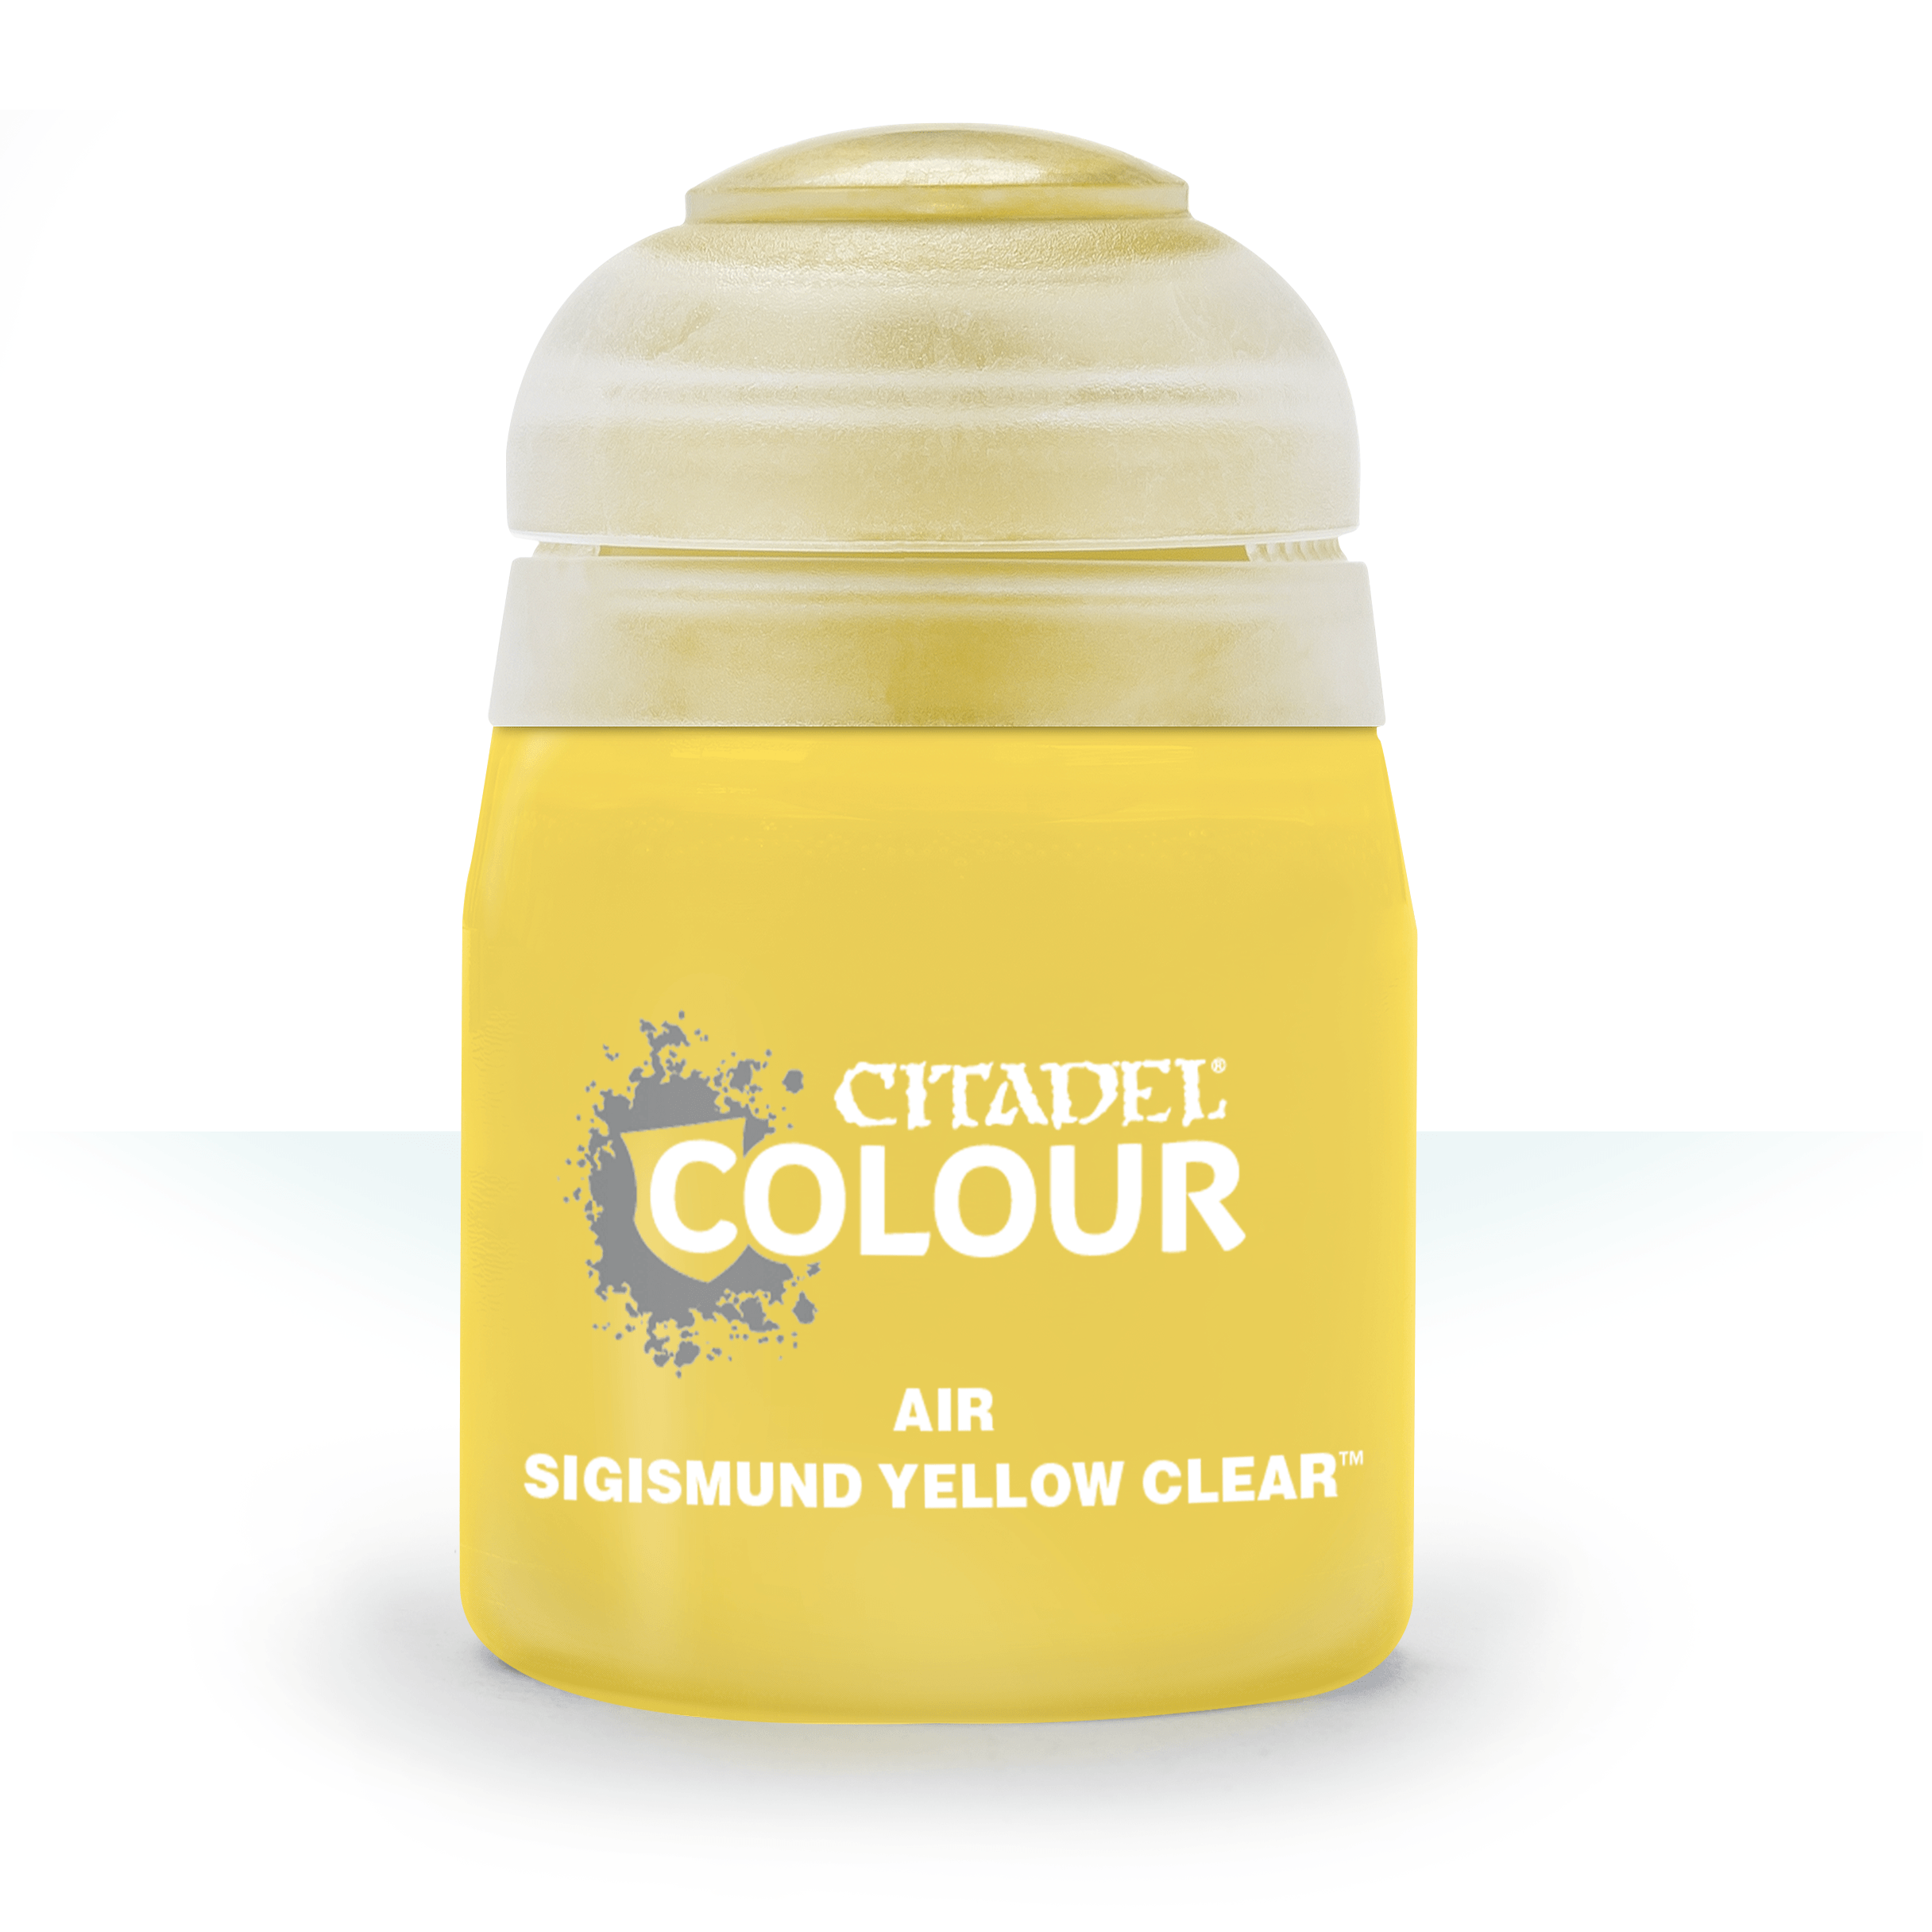 CITADEL®
COLOUR
AIR
SIGISMUND YELLOW CLEAR™